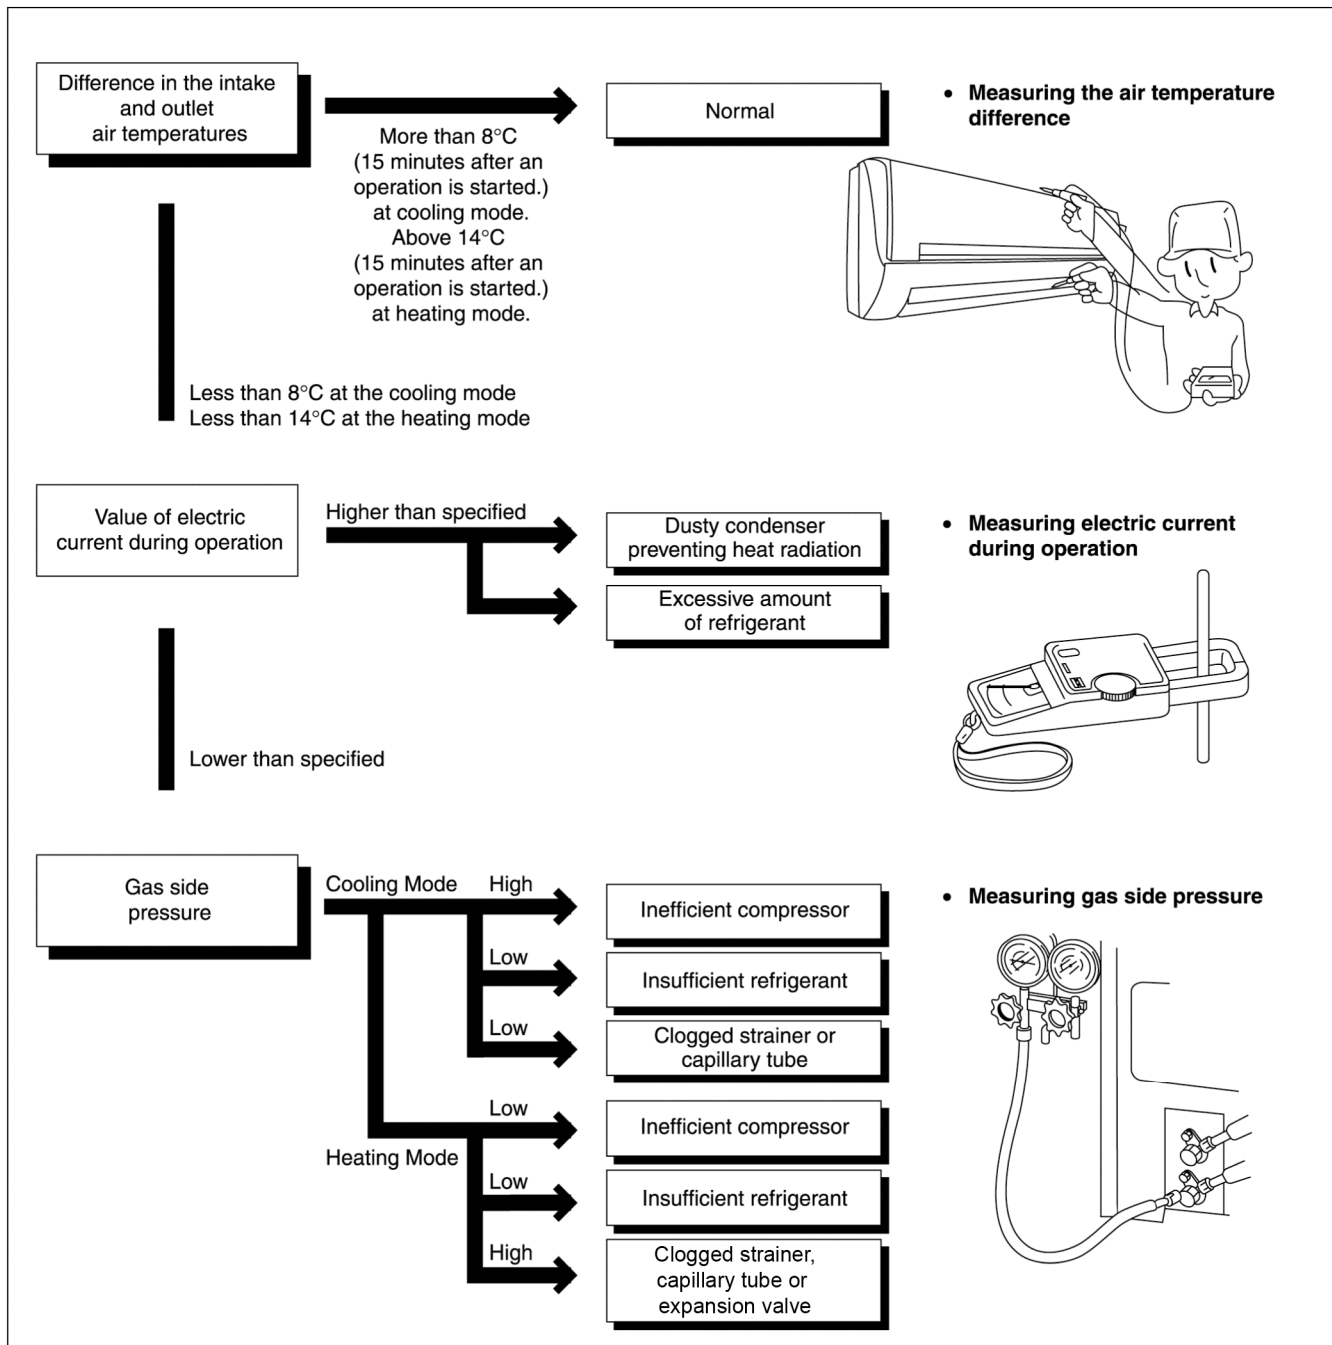 Difference in the intake
and outlet
air temperatures
More than 8°C
(15 minutes after an
operation is started.)
at cooling mode.
Above 14°C
(15 minutes after an
operation is started.)
at heating mode.
Normal
• Measuring the air temperature
difference
Less than 8°C at the cooling mode
Less than 14°C at the heating mode
Value of electric
current during operation
Higher than specified
Dusty condenser
preventing heat radiation
Excessive amount
of refrigerant
• Measuring electric current
during operation
Lower than specified
Gas side
pressure
Cooling Mode
High
Inefficient compressor
Low
Insufficient refrigerant
Low
Clogged strainer or
capillary tube
• Measuring gas side pressure
Heating Mode
Low
Inefficient compressor
Low
Insufficient refrigerant
High
Clogged strainer,
capillary tube or
expansion valve